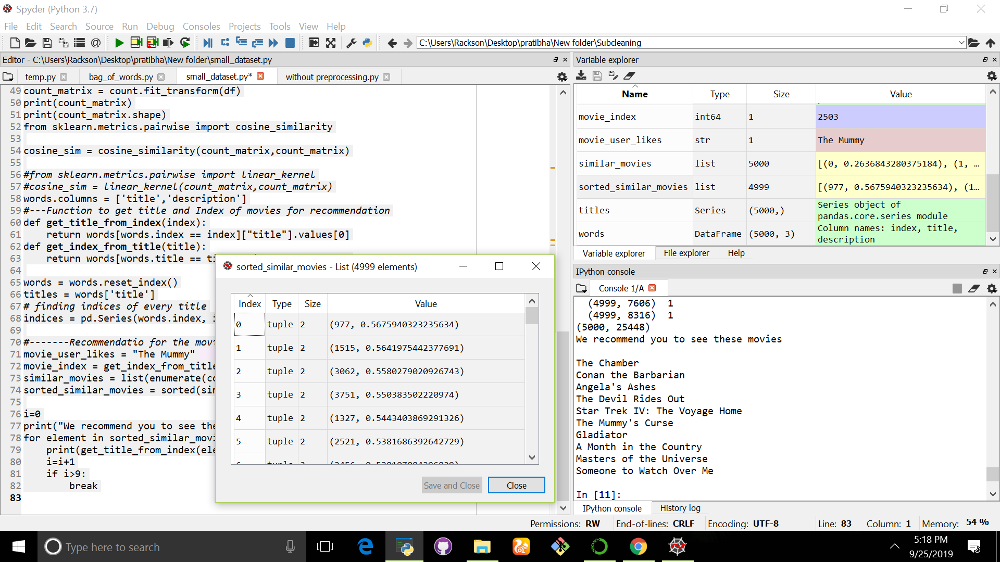 Spyder (Python 3.7)
File Edit Search Source Run Debug Consoles Projects Tools View Help
C:\Users\Rackson\Desktop\pratibha\New folder\Subcleaning
Editor - C:\Users\Rackson\Desktop\pratibha\New folder\small_dataset.py
temp.py bag_of_words.py small_dataset.py* without preprocessing.py
49 count_matrix = count.fit_transform(df)
50 print(count_matrix)
51 print(count_matrix.shape)
52 from sklearn.metrics.pairwise import cosine_similarity
53
54 cosine_sim = cosine_similarity(count_matrix,count_matrix)
55
56 #from sklearn.metrics.pairwise import linear_kernel
57 #cosine_sim = linear_kernel(count_matrix,count_matrix)
58 words.columns = ['title','description']
59 #---Function to get title and Index of movies for recommendation
60 def get_title_from_index(index):
61     return words[words.index == index]["title"].values[0]
62 def get_index_from_title(title):
63     return words[words.title == ti
64
65 words = words.reset_index()
66 titles = words['title']
67 # finding indices of every title
68 indices = pd.Series(words.index, i
69
70 #-------Recommendatio for the movi
71 movie_user_likes = "The Mummy"
72 movie_index = get_index_from_title
73 similar_movies = list(enumerate(co
74 sorted_similar_movies = sorted(sim
75
76 i=0
77 print("We recommend you to see the
78 for element in sorted_similar_movi
79     print(get_title_from_index(ele
80     i=i+1
81     if i>9:
82         break
83
sorted_similar_movies - List (4999 elements)
Index Type Size Value
0 tuple 2 (977, 0.5675940323235634)
1 tuple 2 (1515, 0.5641975442377691)
2 tuple 2 (3062, 0.5580279020926743)
3 tuple 2 (3751, 0.550383502220974)
4 tuple 2 (1327, 0.5443403869291326)
5 tuple 2 (2521, 0.5381686392642729)
Save and Close Close
Variable explorer
Name Type Size Value
movie_index int64 1 2503
movie_user_likes str 1 The Mummy
similar_movies list 5000 [(0, 0.2636843280375184), (1, …
sorted_similar_movies list 4999 [(977, 0.5675940323235634), (1…
titles Series (5000,) Series object of
pandas.core.series module
words DataFrame (5000, 3) Column names: index, title,
description
Variable explorer File explorer Help
IPython console
Console 1/A
(4999, 7606) 1
(4999, 8316) 1
(5000, 25448)
We recommend you to see these movies
The Chamber
Conan the Barbarian
Angela's Ashes
The Devil Rides Out
Star Trek IV: The Voyage Home
The Mummy's Curse
Gladiator
A Month in the Country
Masters of the Universe
Someone to Watch Over Me
In [11]:
IPython console History log
Permissions: RW End-of-lines: CRLF Encoding: UTF-8 Line: 83 Column: 1 Memory: 54 %
Type here to search
5:18 PM
9/25/2019